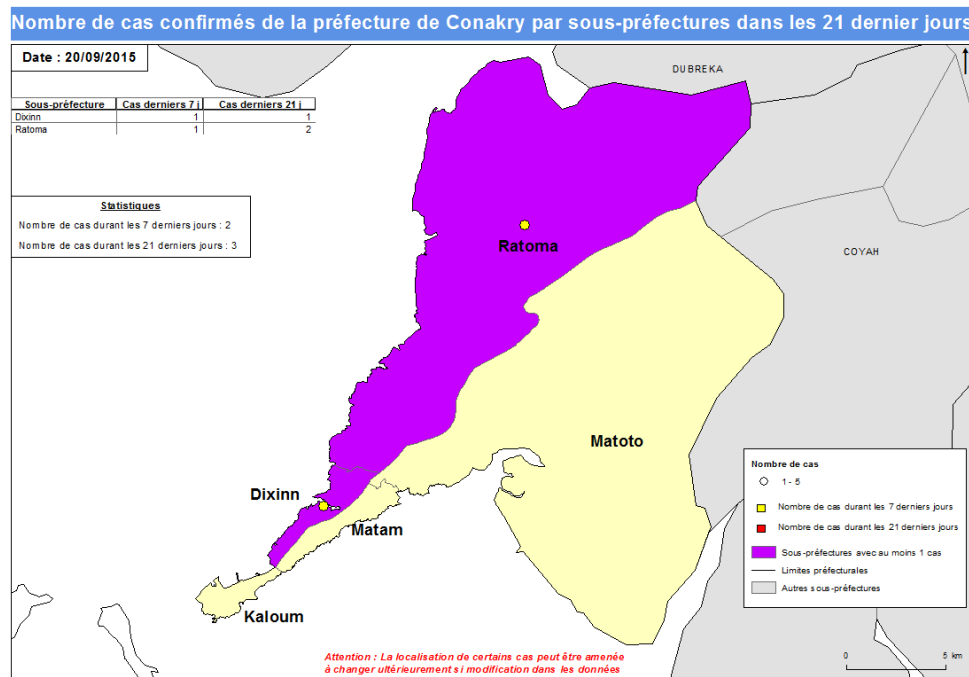 Nombre de cas confirmés de la préfecture de Conakry par sous-préfectures dans les 21 dernier jours
Date : 20/09/2015
Sous-préfecture Cas derniers 7 j Cas derniers 21 j
Dixinn 1 1
Ratoma 1 2
Statistiques
Nombre de cas durant les 7 derniers jours : 2
Nombre de cas durant les 21 derniers jours : 3
DUBREKA
COYAH
Ratoma
Matoto
Dixinn
Matam
Kaloum
Nombre de cas
1 - 5
Nombre de cas durant les 7 derniers jours
Nombre de cas durant les 21 derniers jours
Sous-préfectures avec au moins 1 cas
Limites préfecturales
Autres sous-préfectures
Attention : La localisation de certains cas peut être amenée
à changer ultérieurement si modification dans les données
0 5 km